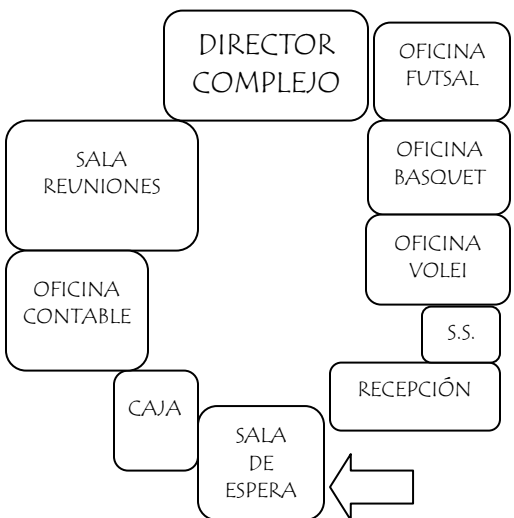 DIRECTOR
COMPLEJO
OFICINA
FUTSAL
SALA
REUNIONES
OFICINA
BASQUET
OFICINA
VOLEI
OFICINA
CONTABLE
S.S.
RECEPCIÓN
CAJA
SALA
DE
ESPERA